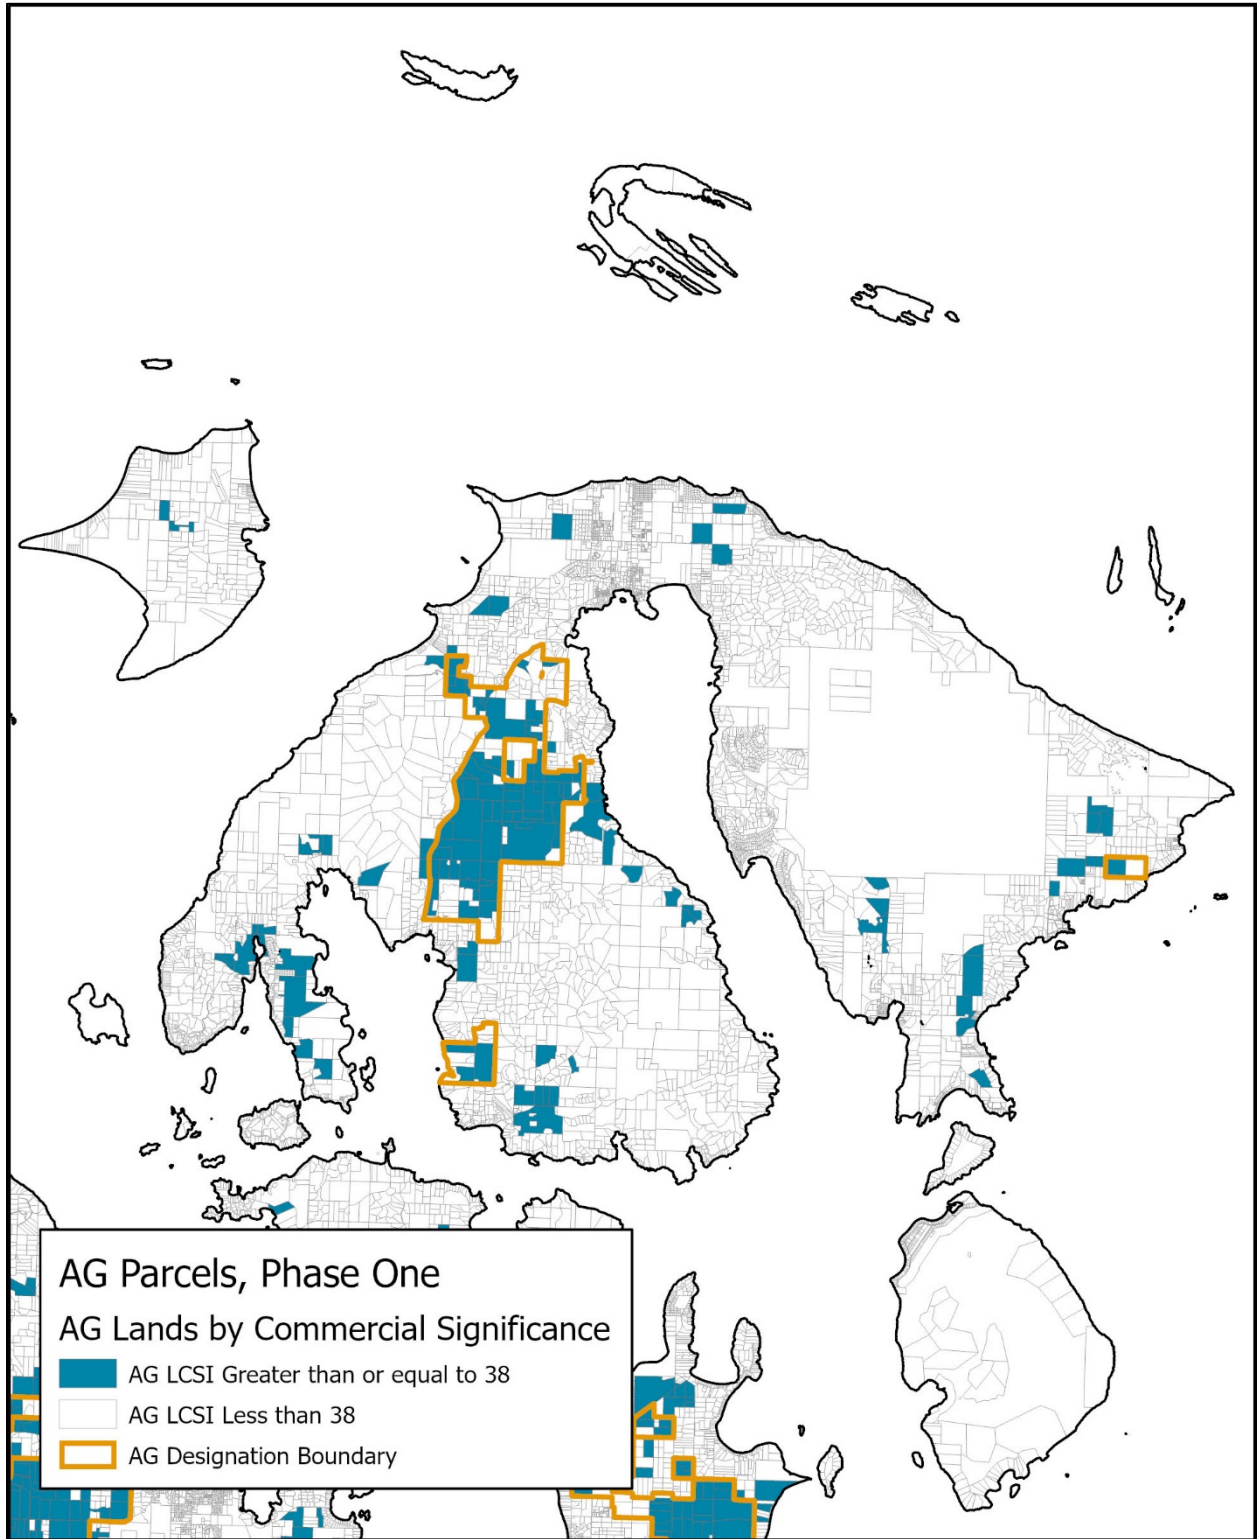 AG Parcels, Phase One
AG Lands by Commercial Significance
AG LCSI Greater than or equal to 38
AG LCSI Less than 38
AG Designation Boundary